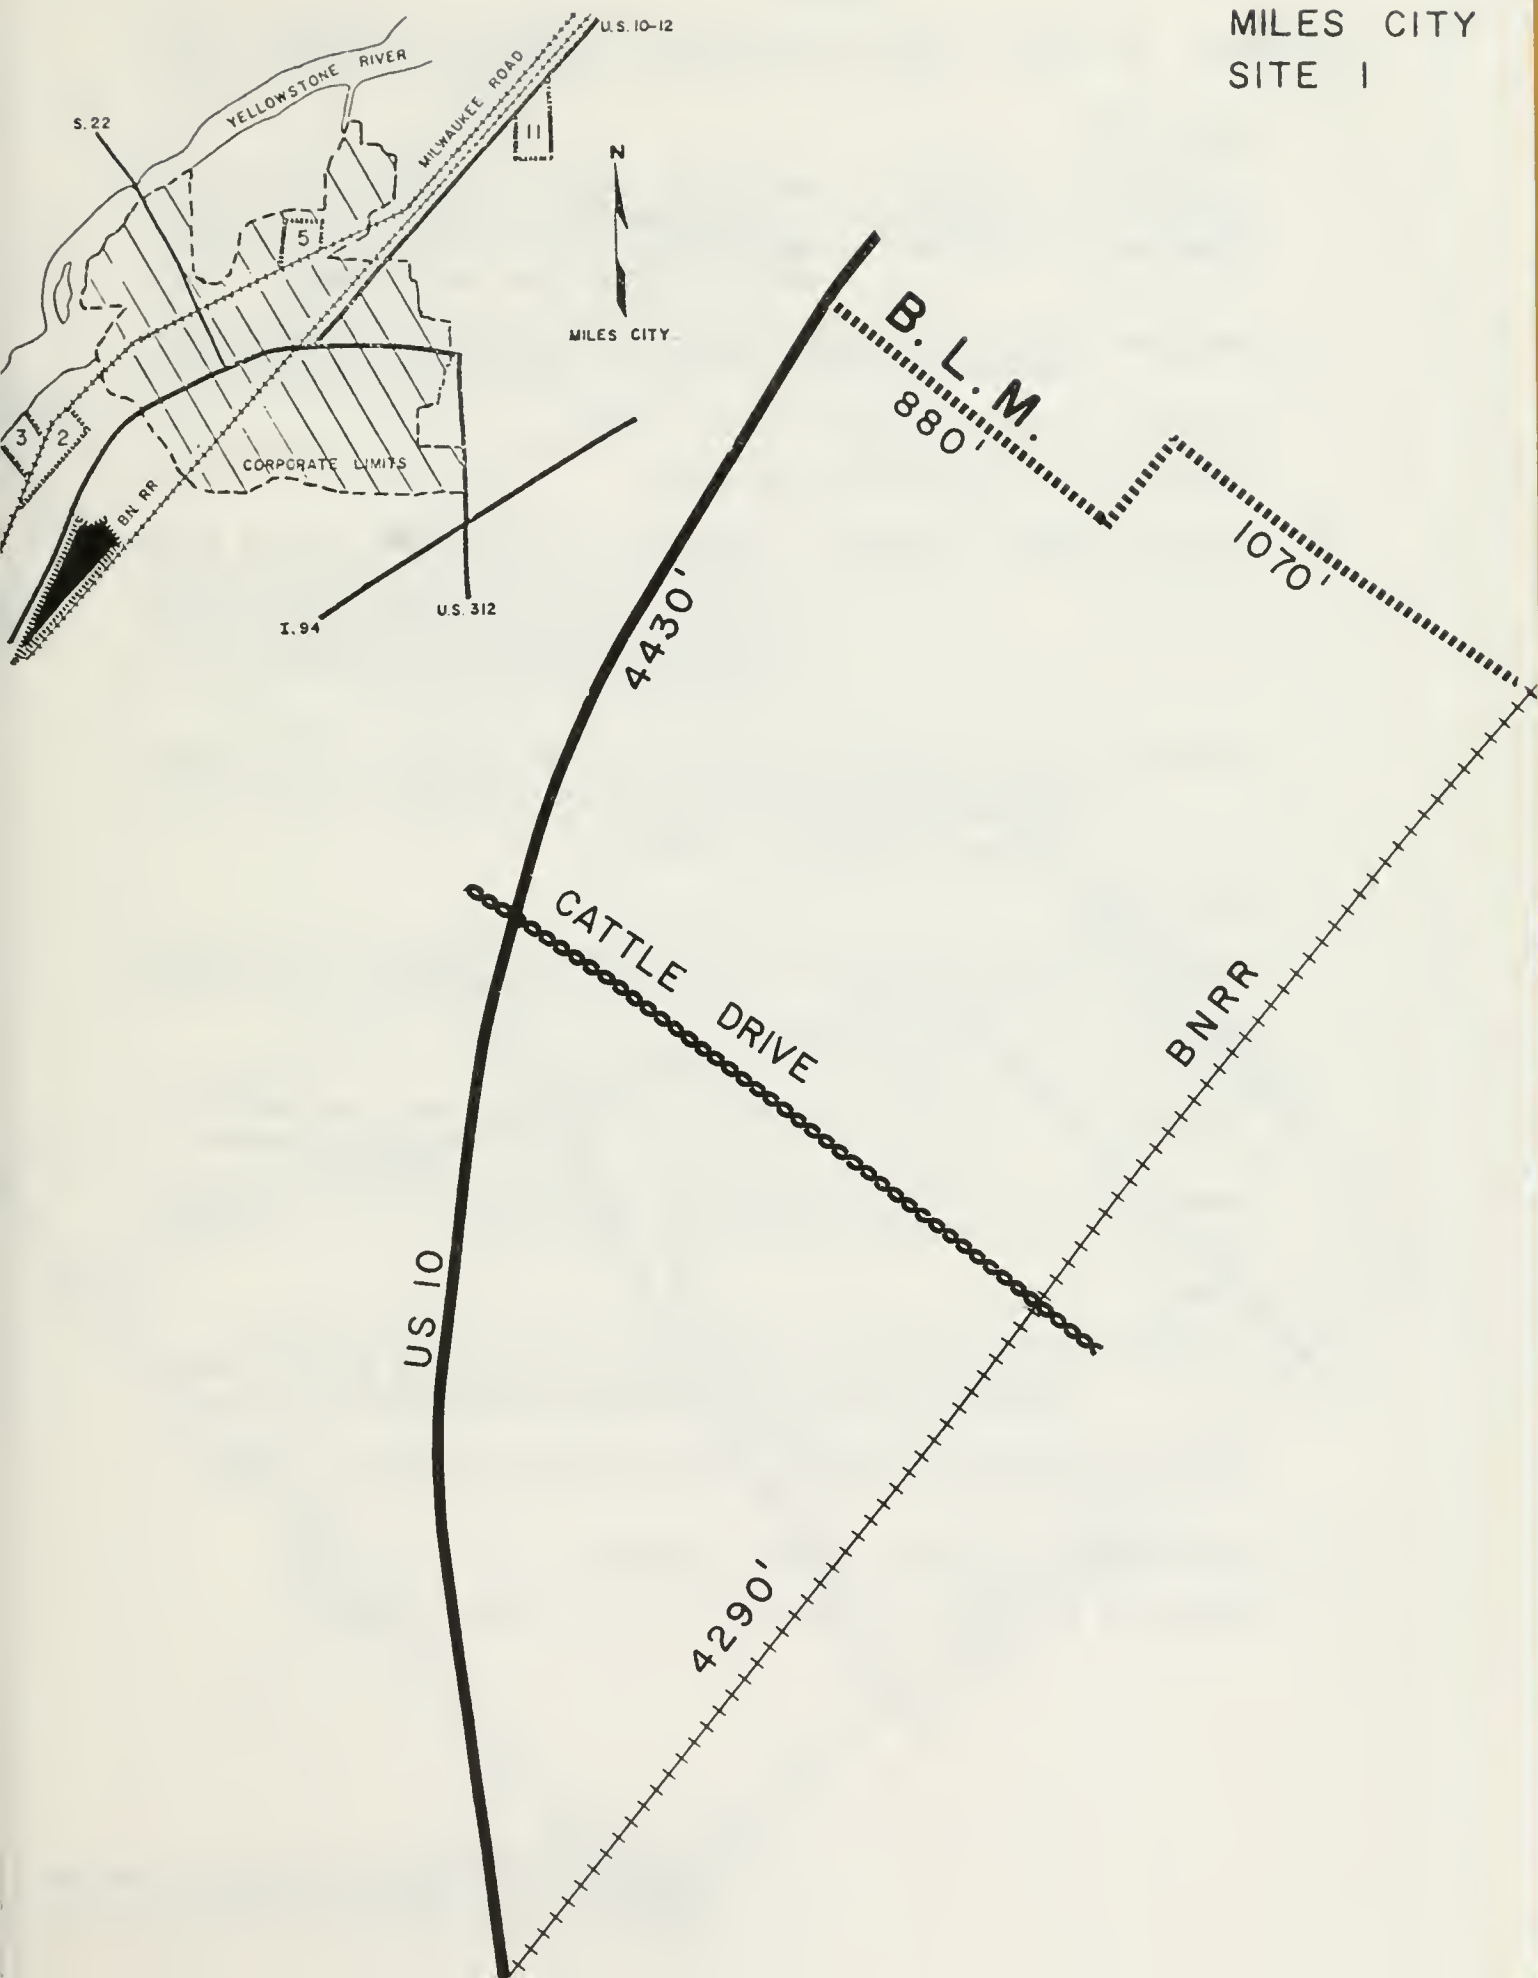 MILES CITY
SITE 1
U.S. 10-12
YELLOWSTONE RIVER
MILWAUKEE ROAD
S. 22
11
N
5
MILES CITY
B. L. M.
880'
3
2
CORPORATE LIMITS
BN. RR
1070'
I. 94
U.S. 312
4430'
CATTLE DRIVE
BNRR
US 10
4290'